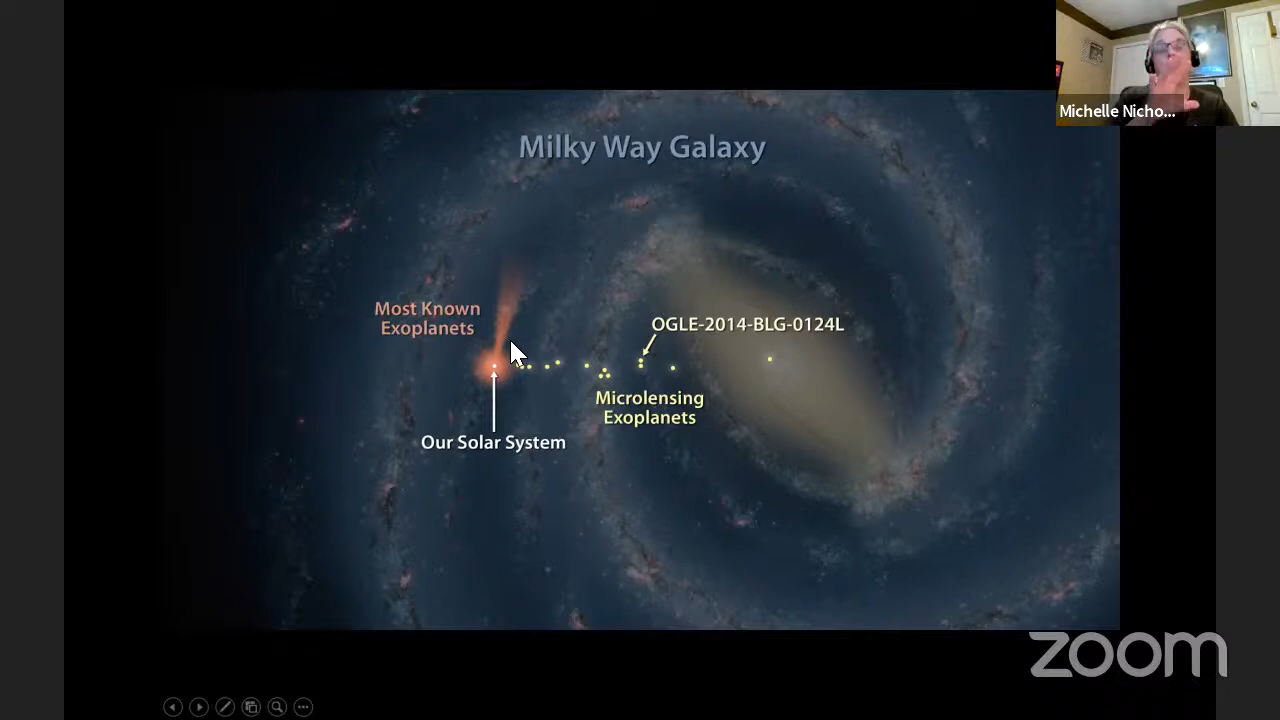 Michelle Nicho...
Milky Way Galaxy
Most Known
Exoplanets
OGLE-2014-BLG-0124L
Microlensing
Exoplanets
Our Solar System
zoom